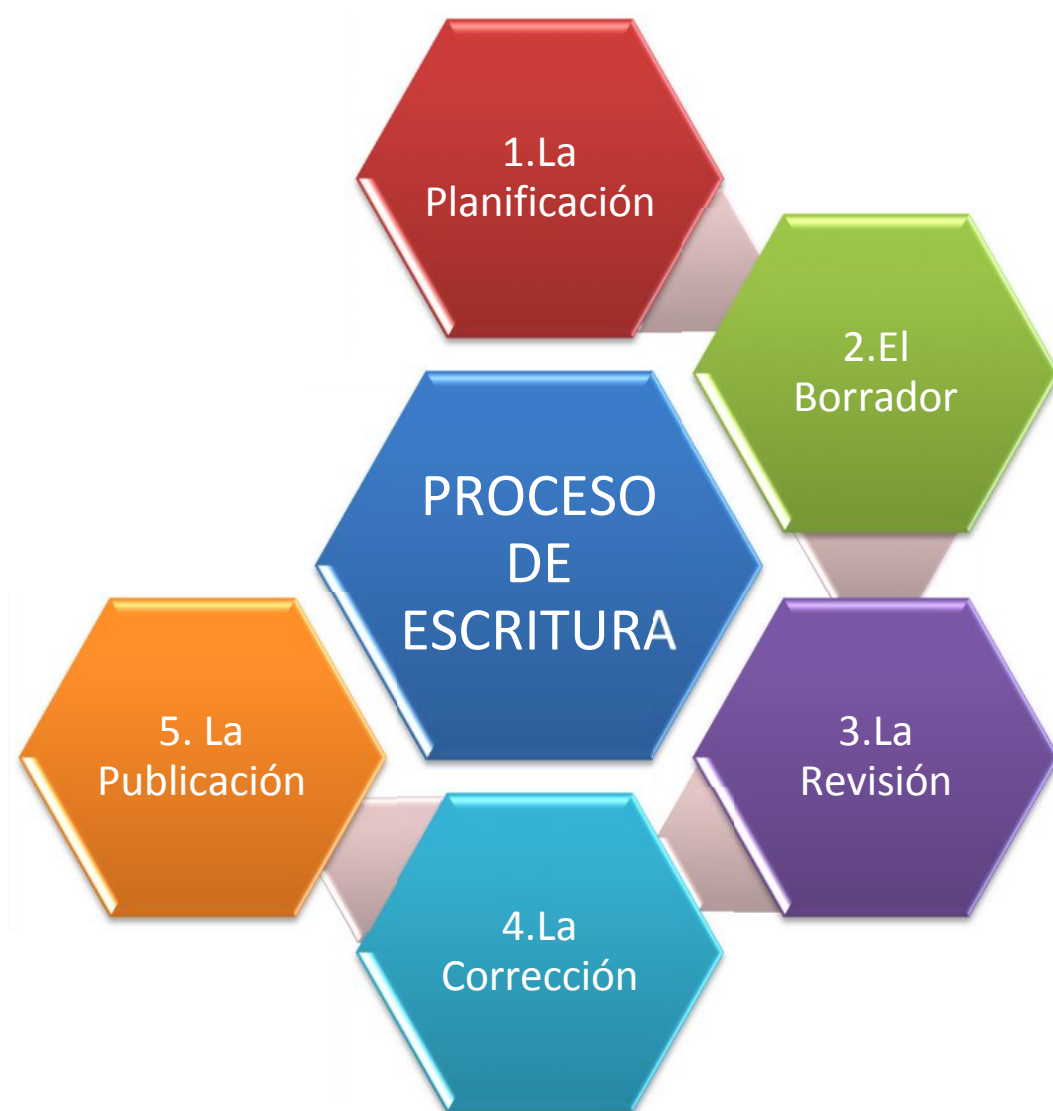 1.La
Planificación
2.El
Borrador
PROCESO
DE
ESCRITURA
3.La
Revisión
4.La
Corrección
5. La
Publicación